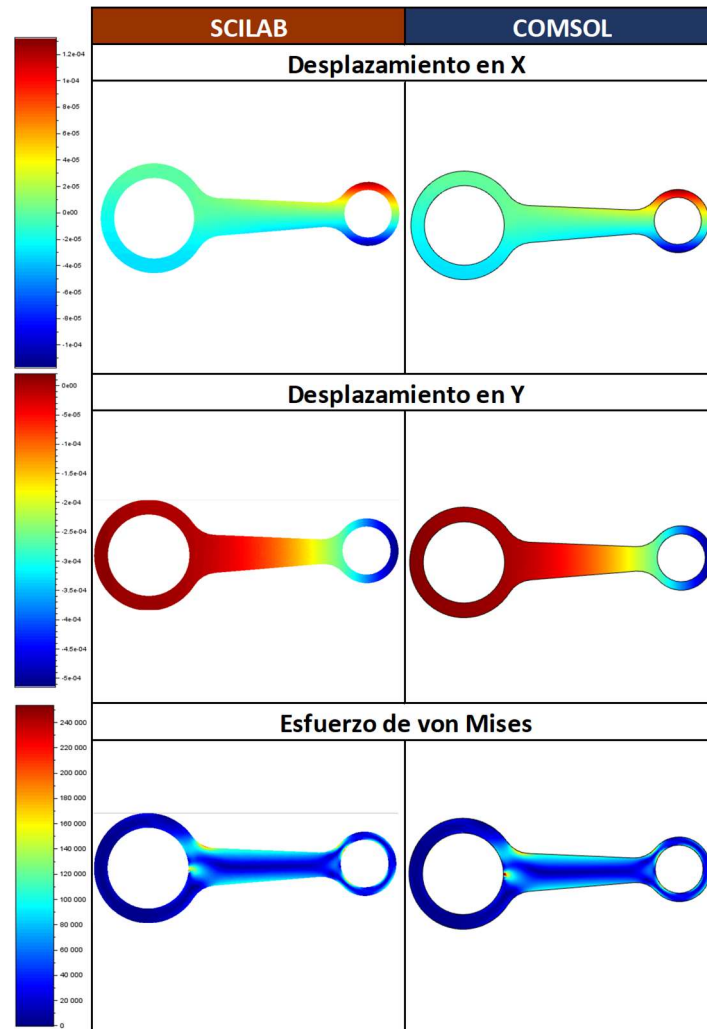 SCILAB COMSOL
Desplazamiento en X
1.2e-04
1e-04
8e-05
6e-05
4e-05
2e-05
0e00
-2e-05
-4e-05
-6e-05
-8e-05
-1e-04
Desplazamiento en Y
0e00
-5e-05
-1e-04
-1.5e-04
-2e-04
-2.5e-04
-3e-04
-3.5e-04
-4e-04
-4.5e-04
-5e-04
Esfuerzo de von Mises
240 000
220 000
200 000
180 000
160 000
140 000
120 000
100 000
80 000
60 000
40 000
20 000
0